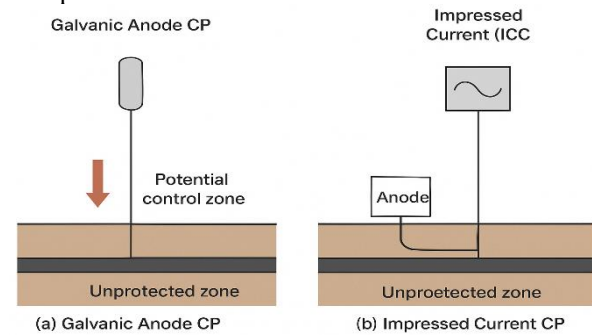 Galvanic Anode CP
Potential
control zone
Unprotected zone
(a) Galvanic Anode CP
Impressed
Current (ICC
Anode
Unproetected zone
(b) Impressed Current CP